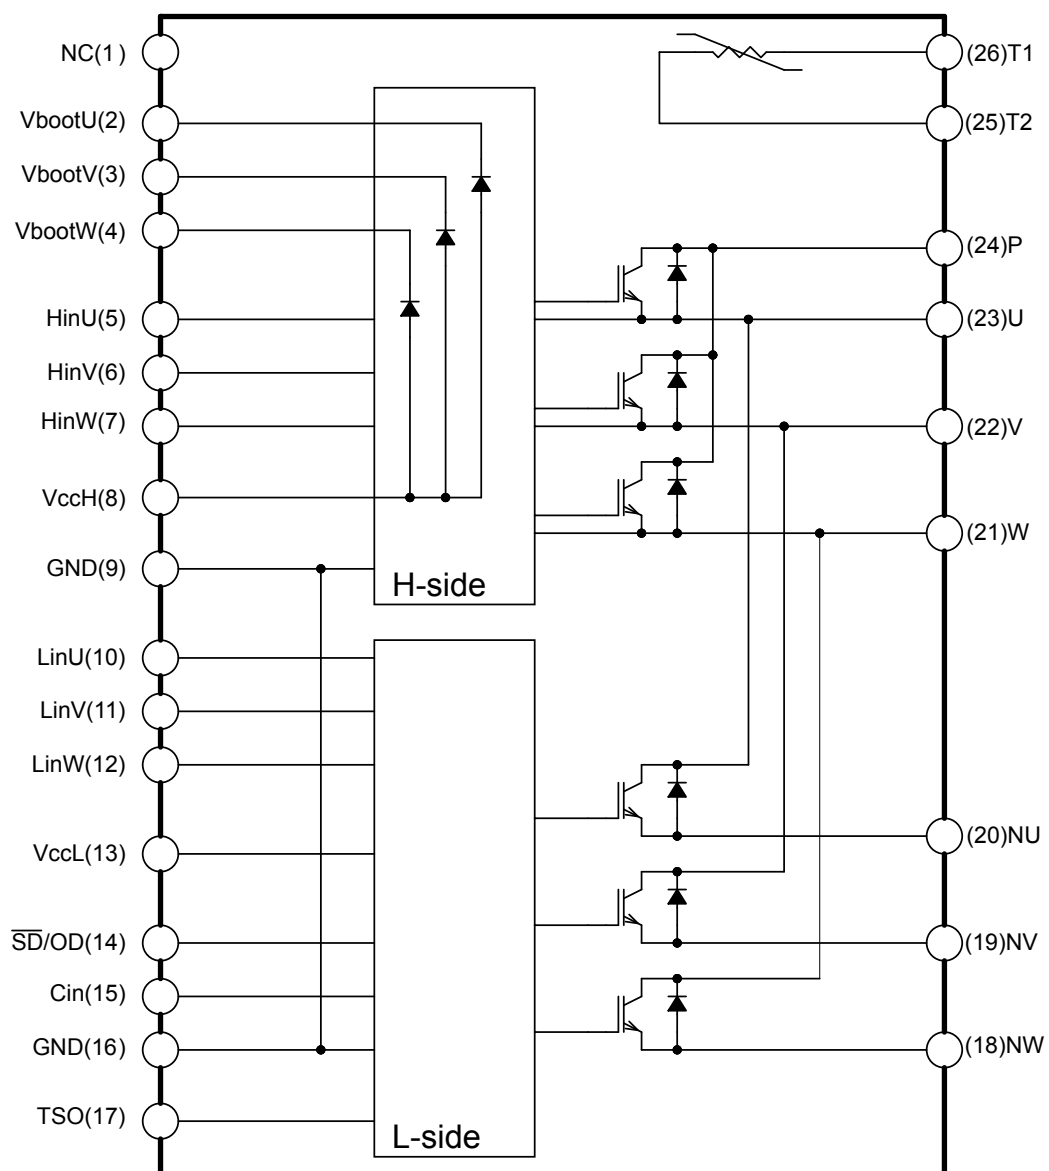 NC(1)
VbootU(2)
VbootV(3)
VbootW(4)
HinU(5)
HinV(6)
HinW(7)
VccH(8)
GND(9)
LinU(10)
LinV(11)
LinW(12)
VccL(13)
S̅D̅/OD(14)
Cin(15)
GND(16)
TSO(17)
H-side
L-side
(26)T1
(25)T2
(24)P
(23)U
(22)V
(21)W
(20)NU
(19)NV
(18)NW